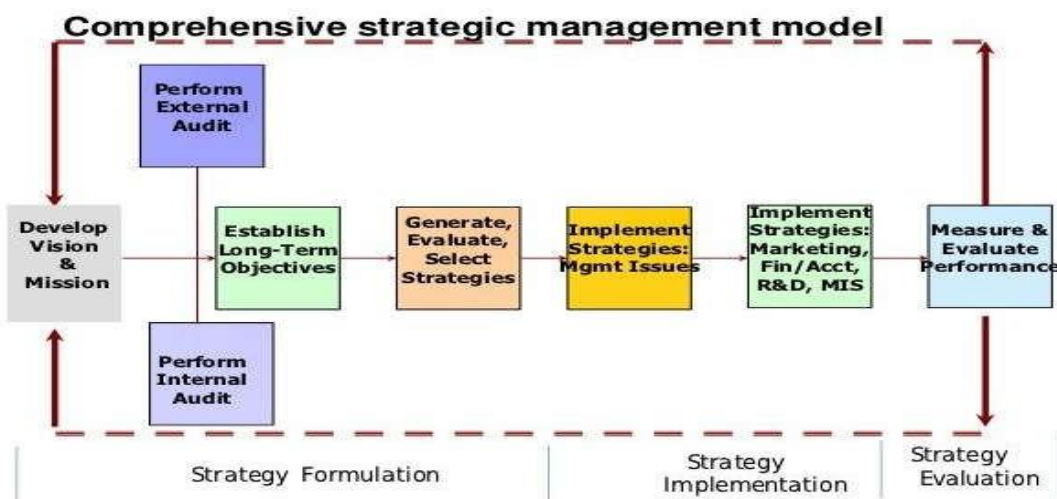 Comprehensive strategic management model
Perform
External
Audit
Develop
Vision
&
Mission
Establish
Long-Term
Objectives
Generate,
Evaluate,
Select
Strategies
Implement
Strategies:
Mgmt Issues
Implement
Strategies:
Marketing,
Fin/Acct,
R&D, MIS
Measure &
Evaluate
Performance
Perform
Internal
Audit
Strategy Formulation
Strategy
Implementation
Strategy
Evaluation